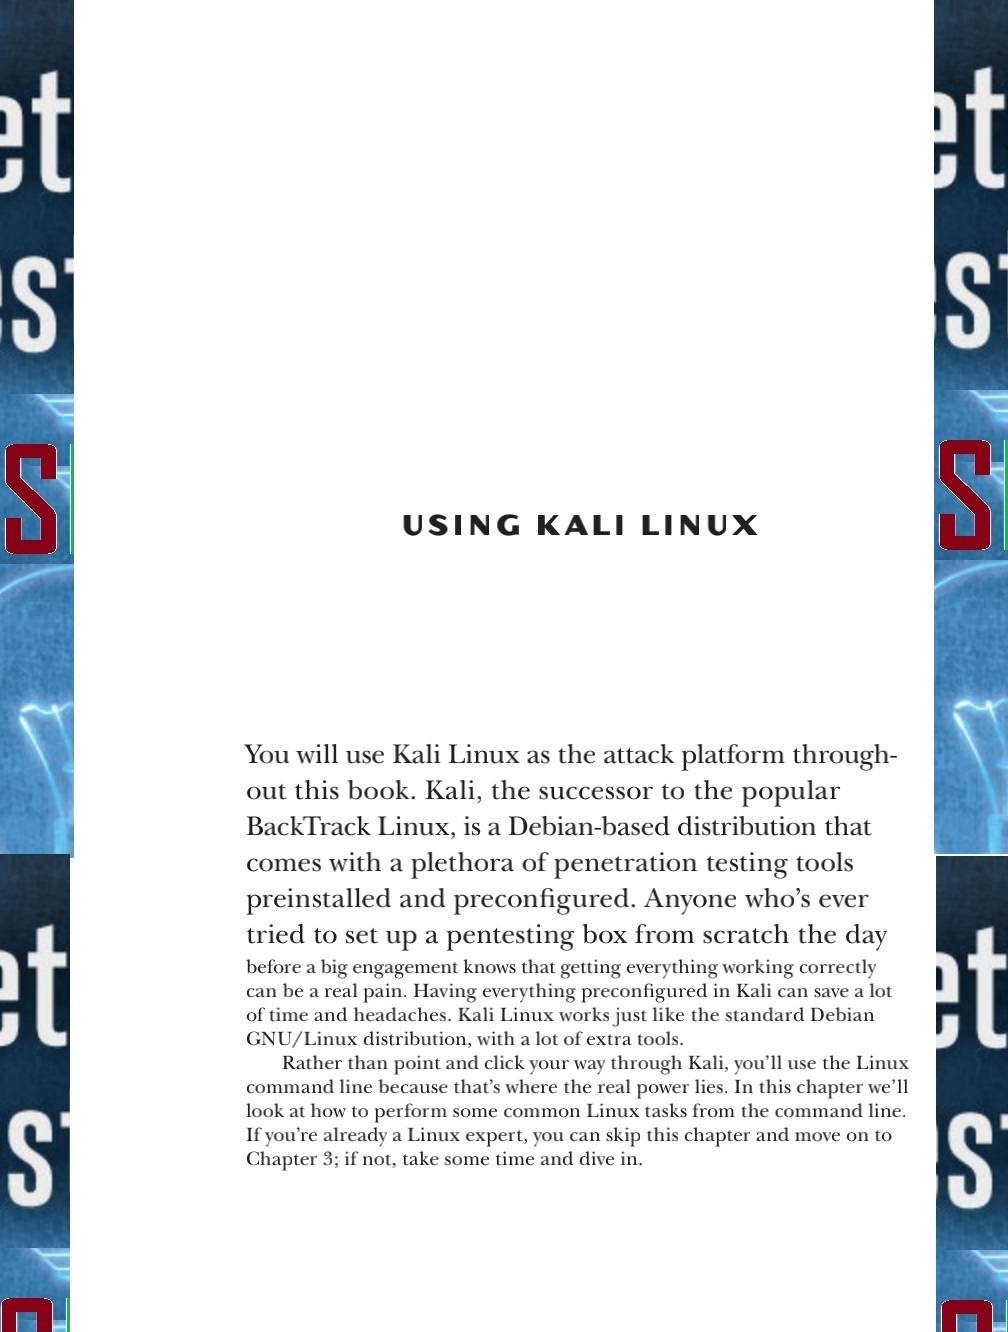 et
et
es
es
S
S
USING KALI LINUX
You will use Kali Linux as the attack platform through-
out this book. Kali, the successor to the popular
BackTrack Linux, is a Debian-based distribution that
comes with a plethora of penetration testing tools
preinstalled and preconfigured. Anyone who’s ever
tried to set up a pentesting box from scratch the day
before a big engagement knows that getting everything working correctly
can be a real pain. Having everything preconfigured in Kali can save a lot
of time and headaches. Kali Linux works just like the standard Debian
GNU/Linux distribution, with a lot of extra tools.
Rather than point and click your way through Kali, you’ll use the Linux
command line because that’s where the real power lies. In this chapter we’ll
look at how to perform some common Linux tasks from the command line.
If you’re already a Linux expert, you can skip this chapter and move on to
Chapter 3; if not, take some time and dive in.
et
et
S
S